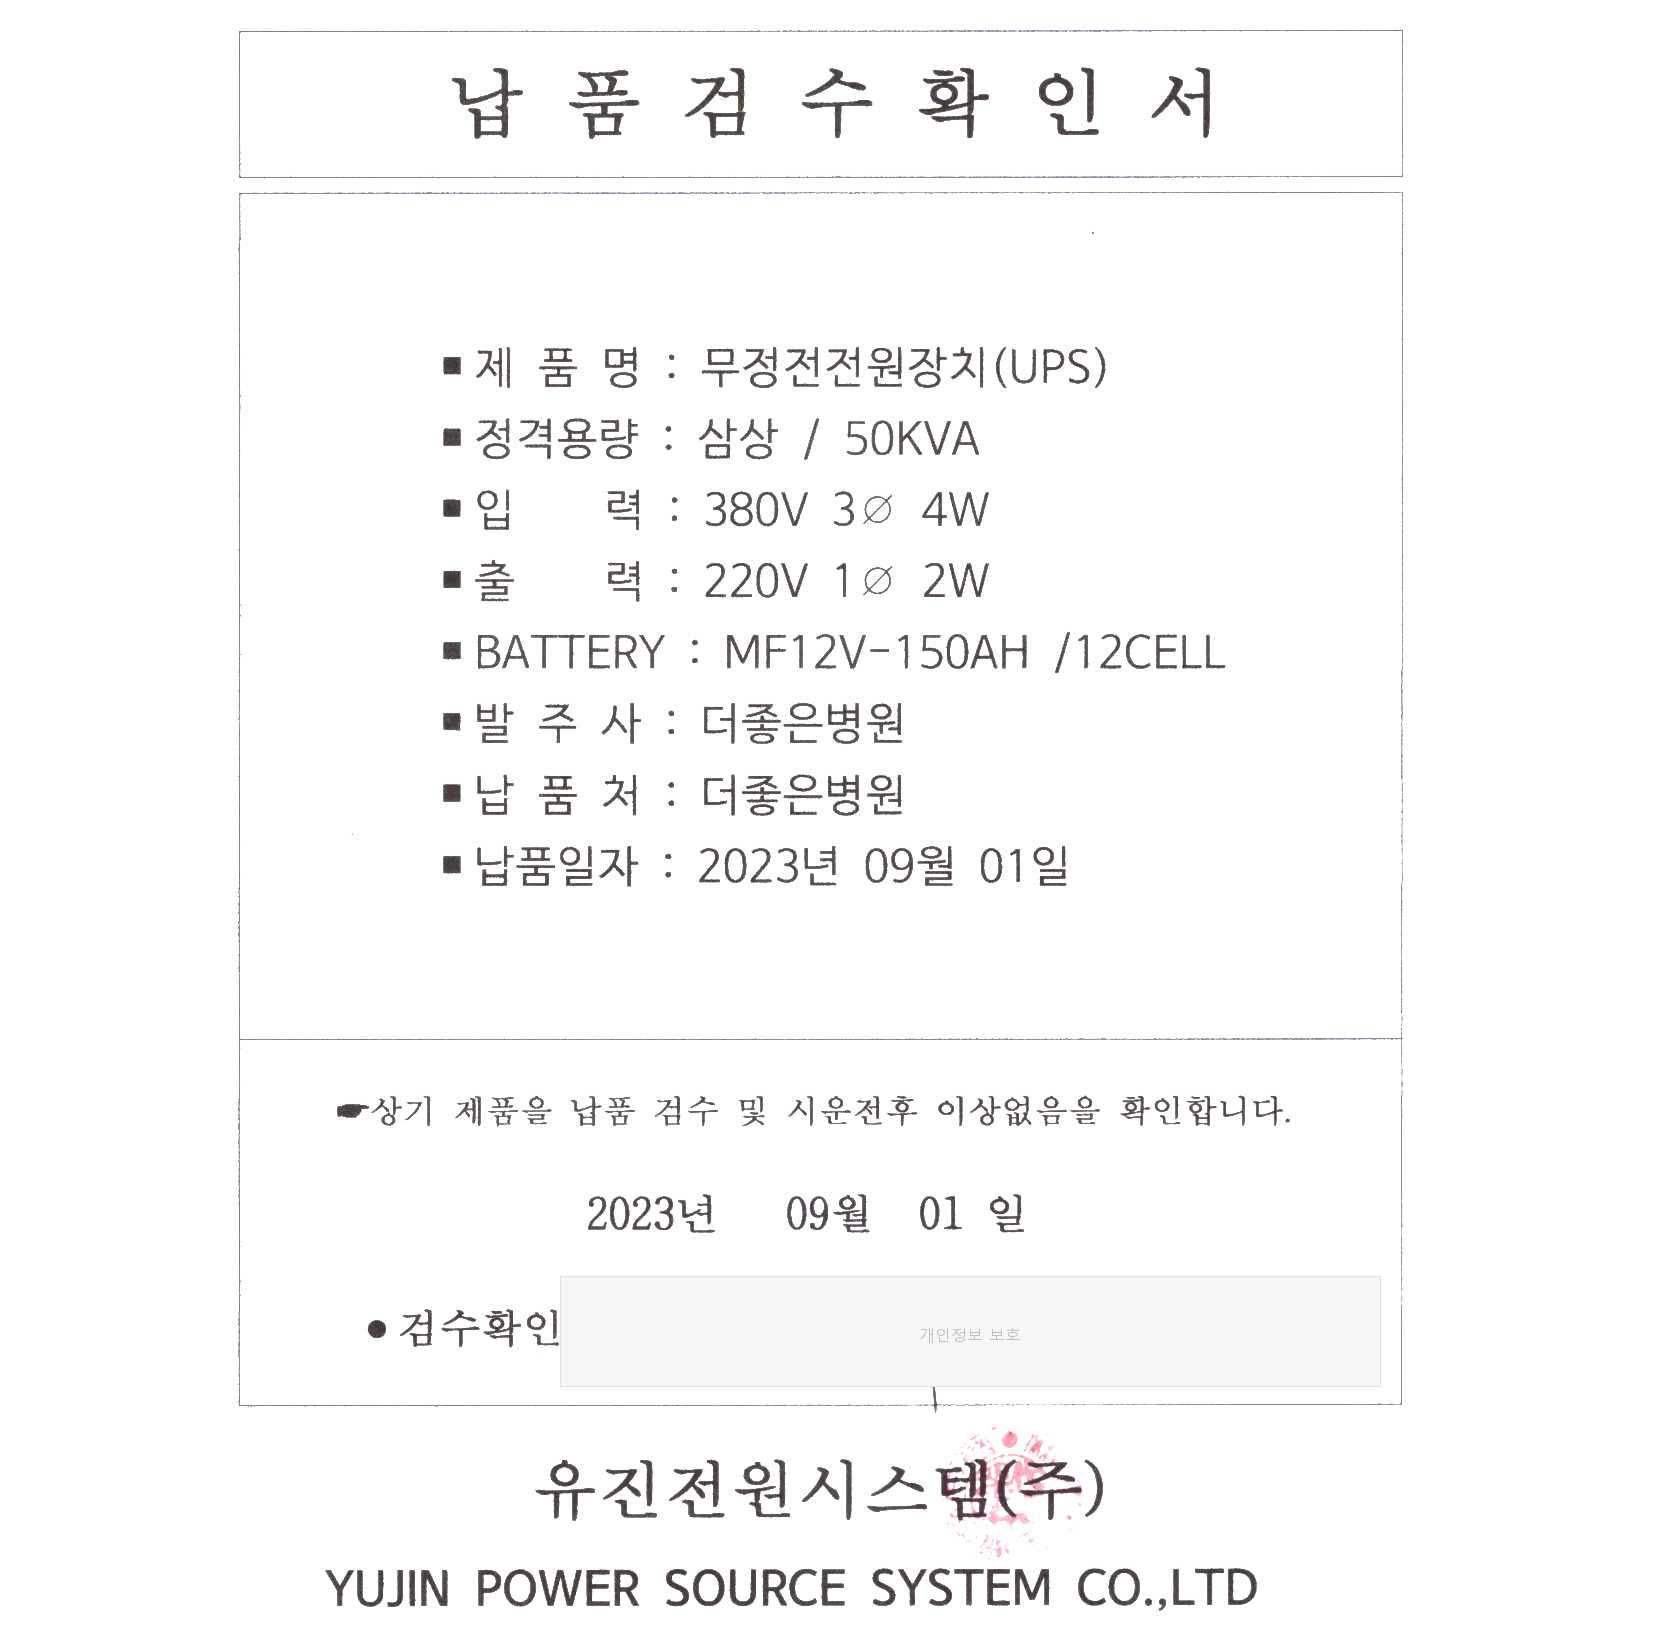 납 품 검 수 확 인 서
■ 제 품 명 : 무정전전원장치(UPS)
■ 정격용량 : 삼상 / 50KVA
■ 입 력 : 380V 3∅ 4W
■ 출 력 : 220V 1∅ 2W
■ BATTERY : MF12V-150AH /12CELL
■ 발 주 사 : 더좋은병원
■ 납 품 처 : 더좋은병원
■ 납품일자 : 2023년 09월 01일
☛상기 제품을 납품 검수 및 시운전후 이상없음을 확인합니다.
2023년 09월 01 일
● 검수확인
개인정보 보호
유진전원시스템(주)
YUJIN POWER SOURCE SYSTEM CO.,LTD